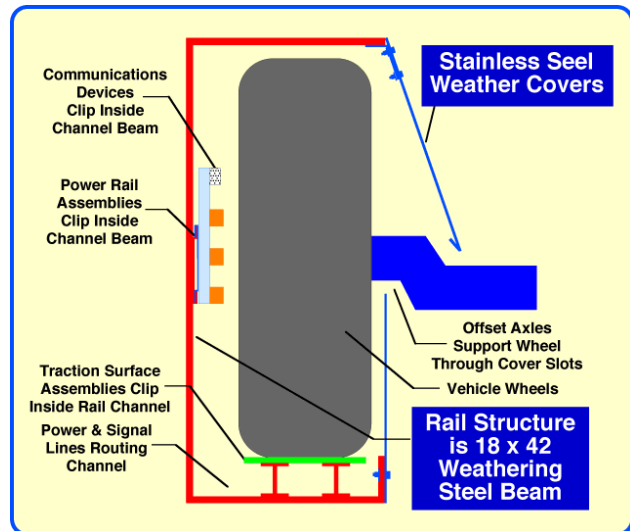 Communications
Devices
Clip Inside
Channel Beam
Stainless Seel
Weather Covers
Power Rail
Assemblies
Clip Inside
Channel Beam
Offset Axles
Support Wheel
Through Cover Slots
Vehicle Wheels
Traction Surface
Assemblies Clip
Inside Rail Channel
Power & Signal
Lines Routing
Channel
Rail Structure
is 18 x 42
Weathering
Steel Beam